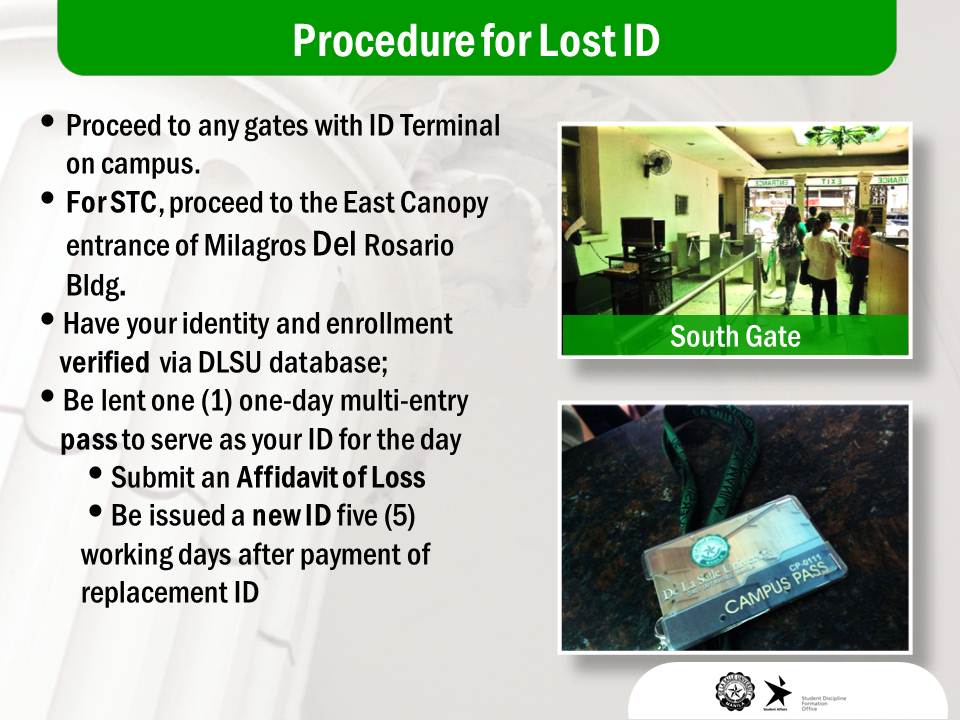 Procedure for Lost ID
• Proceed to any gates with ID Terminal
on campus.
• For STC, proceed to the East Canopy
entrance of Milagros Del Rosario
Bldg.
• Have your identity and enrollment
verified via DLSU database;
• Be lent one (1) one-day multi-entry
pass to serve as your ID for the day
• Submit an Affidavit of Loss
• Be issued a new ID five (5)
working days after payment of
replacement ID
ENTRANCE
EXIT
ENTRANCE
South Gate
De La Salle
CP-0111
CAMPUS PASS
Student Affairs
Student Discipline
Formation
Office